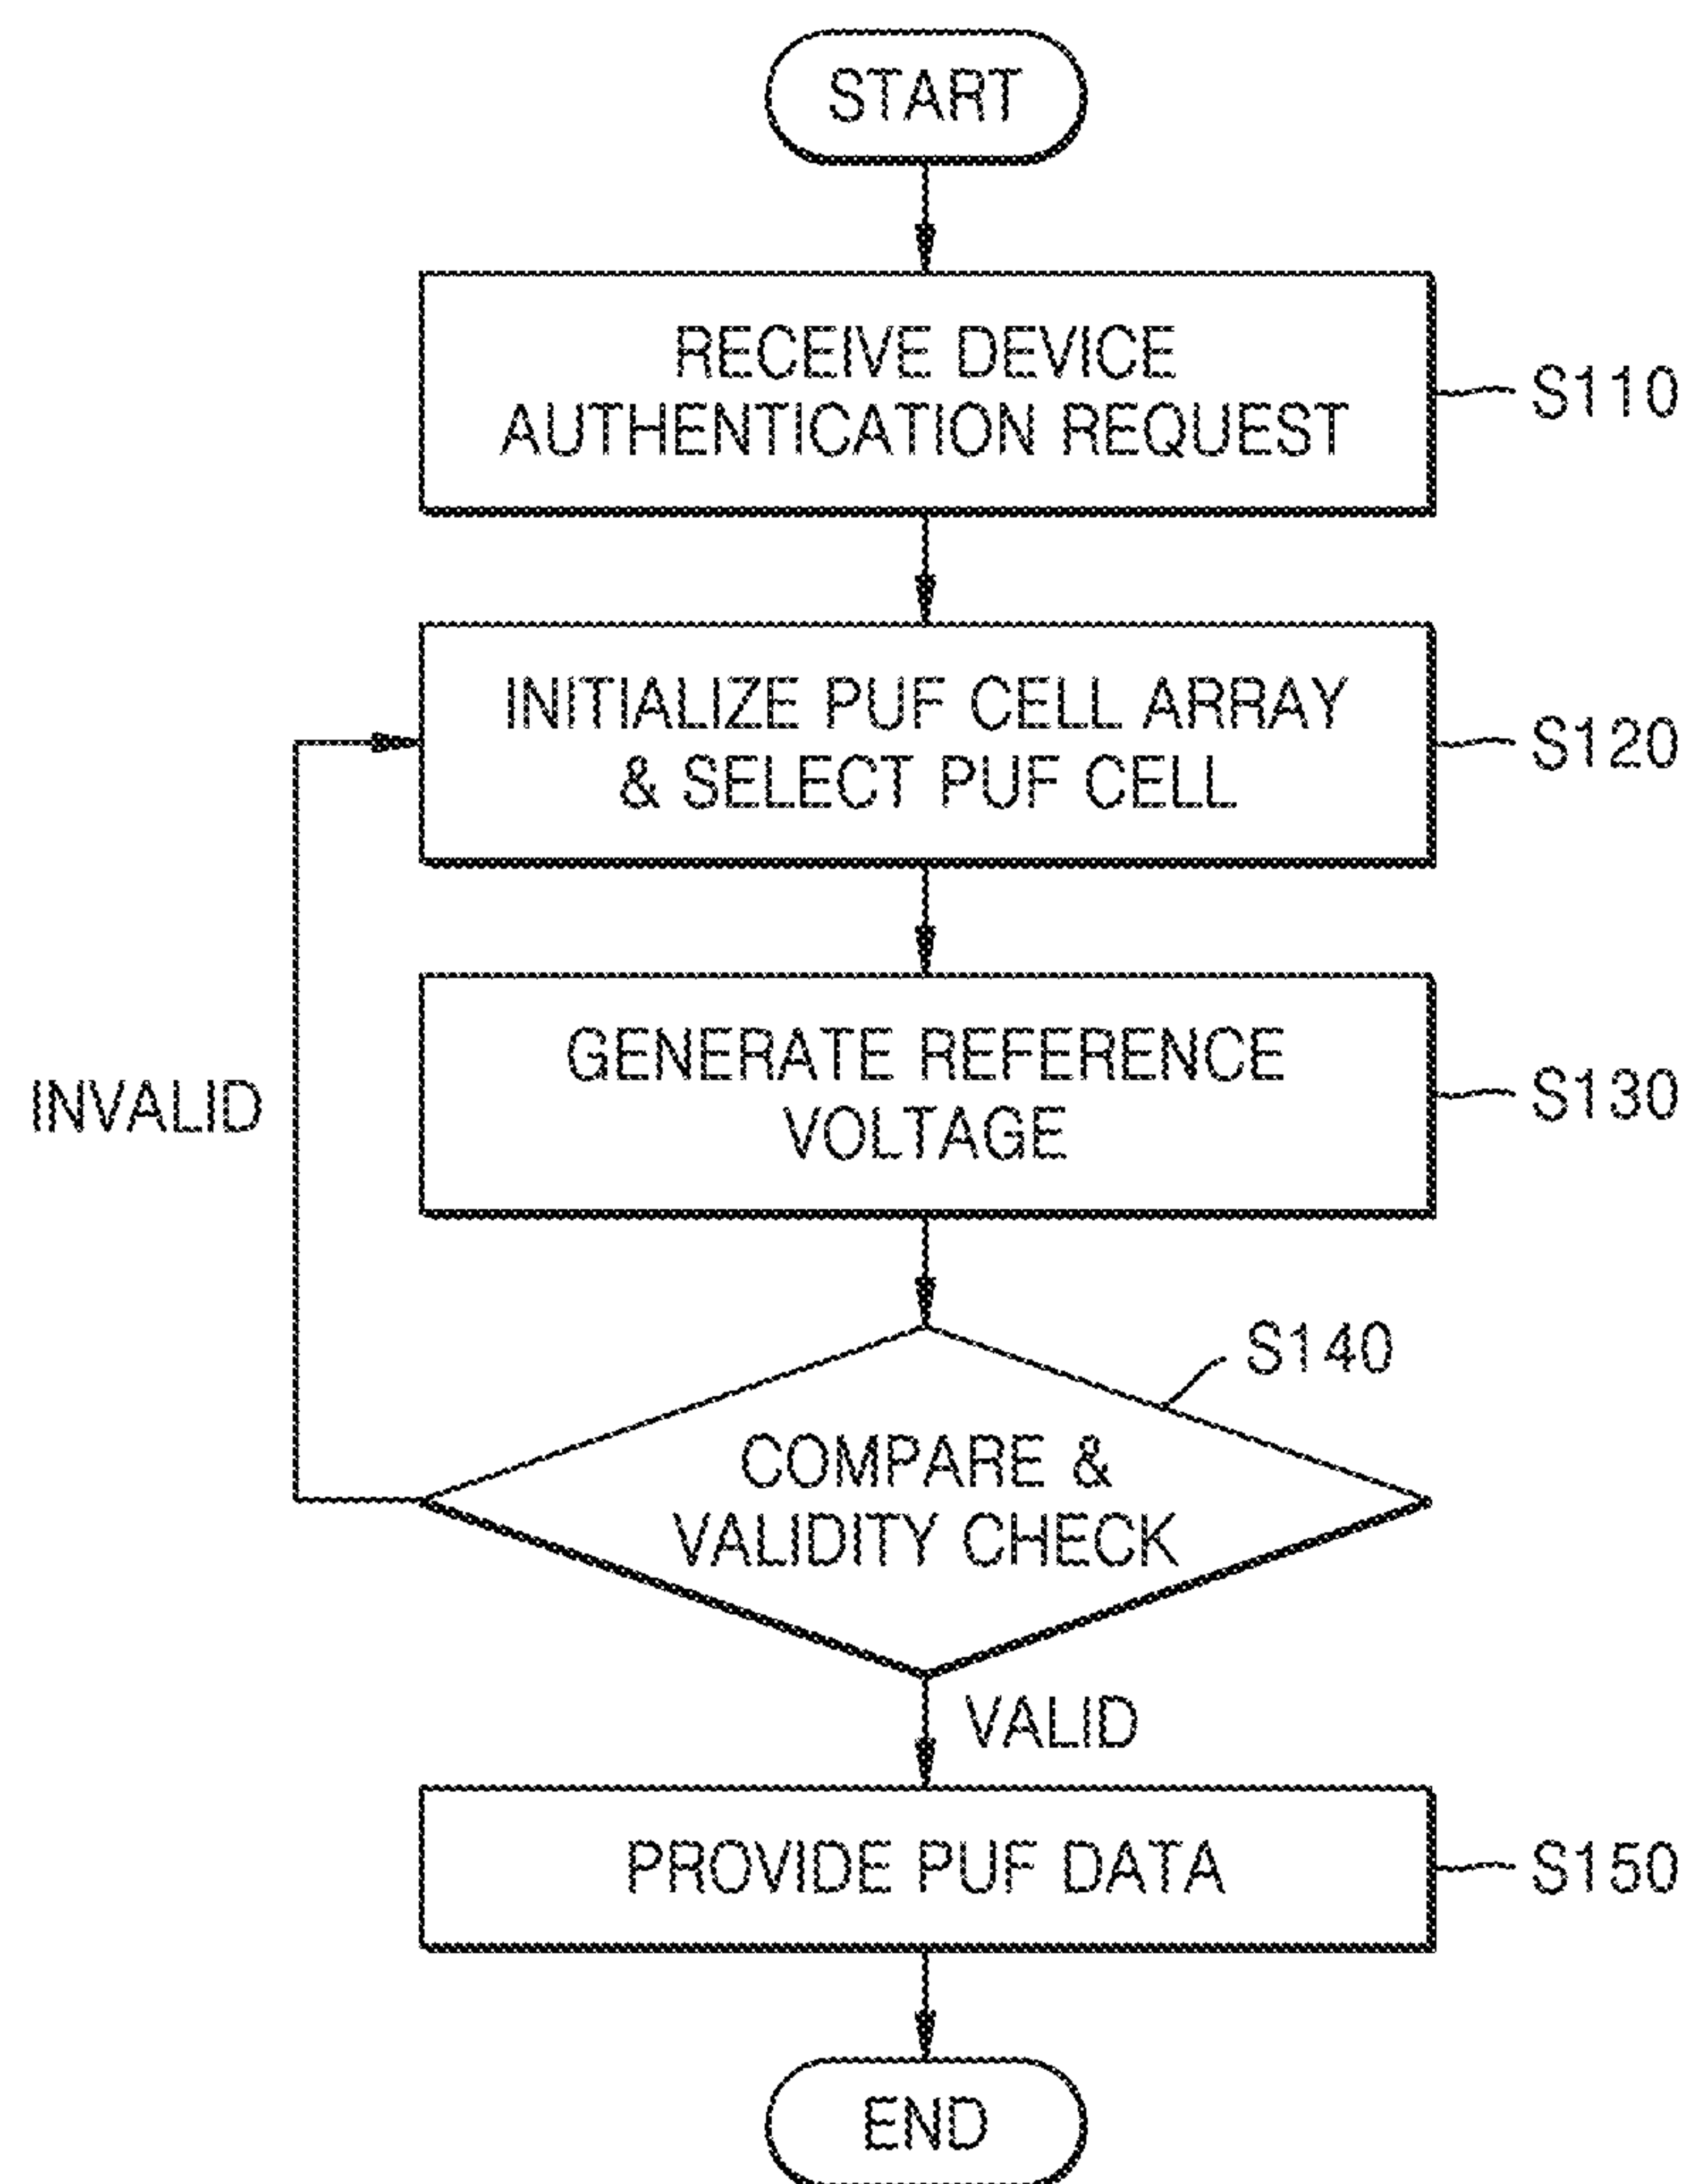 START
RECEIVE DEVICE
AUTHENTICATION REQUEST
S110
INITIALIZE PUF CELL ARRAY
& SELECT PUF CELL
S120
GENERATE REFERENCE
VOLTAGE
S130
INVALID
S140
COMPARE &
VALIDITY CHECK
VALID
PROVIDE PUF DATA
S150
END